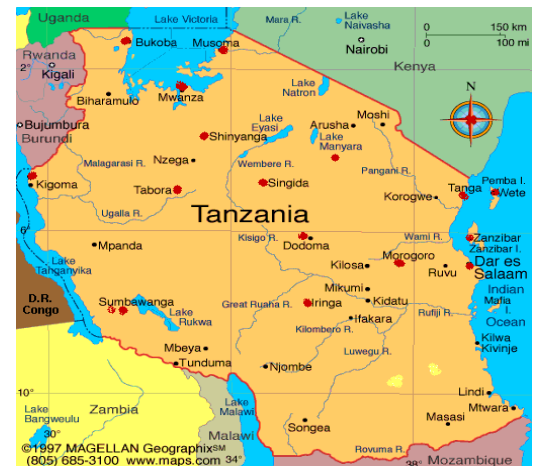 Uganda
Lake Victoria
Mara R.
Lake
Naivasha
0 150 km
0 100 mi
Bukoba
Musoma
Nairobi
Rwanda
Kigali
2°
Kenya
Biharamulo
Mwanza
Lake
Natron
N
Bujumbura
Burundi
Shinyanga
Lake
Eyasi
Arusha
Moshi
Lake
Manyara
Malagarasi R.
Nzega
Wembere R.
Pangani R.
Kigoma
Tabora
Singida
Korogwe
Tanga
Pemba I.
Wete
Ugalla R.
Tanzania
6°
Mpanda
Kisigo R.
Dodoma
Wami R.
Zanzibar
Zanzibar I.
Lake
Tanganyika
Kilosa
Morogoro
Ruvu
Dar es
Salaam
D.R.
Congo
Mikumi
Indian
Ocean
Mafia
I.
Sumbawanga
Lake
Rukwa
Great Ruaha R.
Iringa
Kidatu
Rufiji R.
Ifakara
Kilombero R.
Mbeya
Tunduma
Luwegu R.
Kilwa
Kivinje
Njombe
10°
Lindi
Mtwara
Zambia
Lake
Malawi
Lake
Bangweulu
30°
Songea
Masasi
Malawi
34°
Rovuma R.
38°
Mozambique
©1997 MAGELLAN Geographix℠
(805) 685-3100 www.maps.com